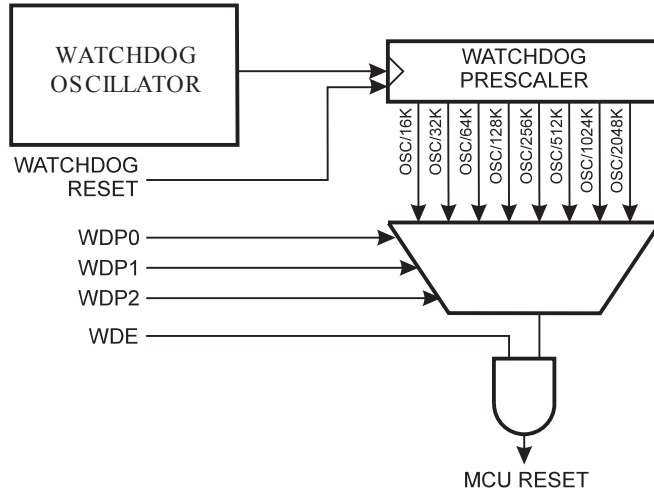 WATCHDOG
OSCILLATOR
WATCHDOG
PRESCALER
OSC/16K
OSC/32K
OSC/64K
OSC/128K
OSC/256K
OSC/512K
OSC/1024K
OSC/2048K
WATCHDOG
RESET
WDP0
WDP1
WDP2
WDE
MCU RESET